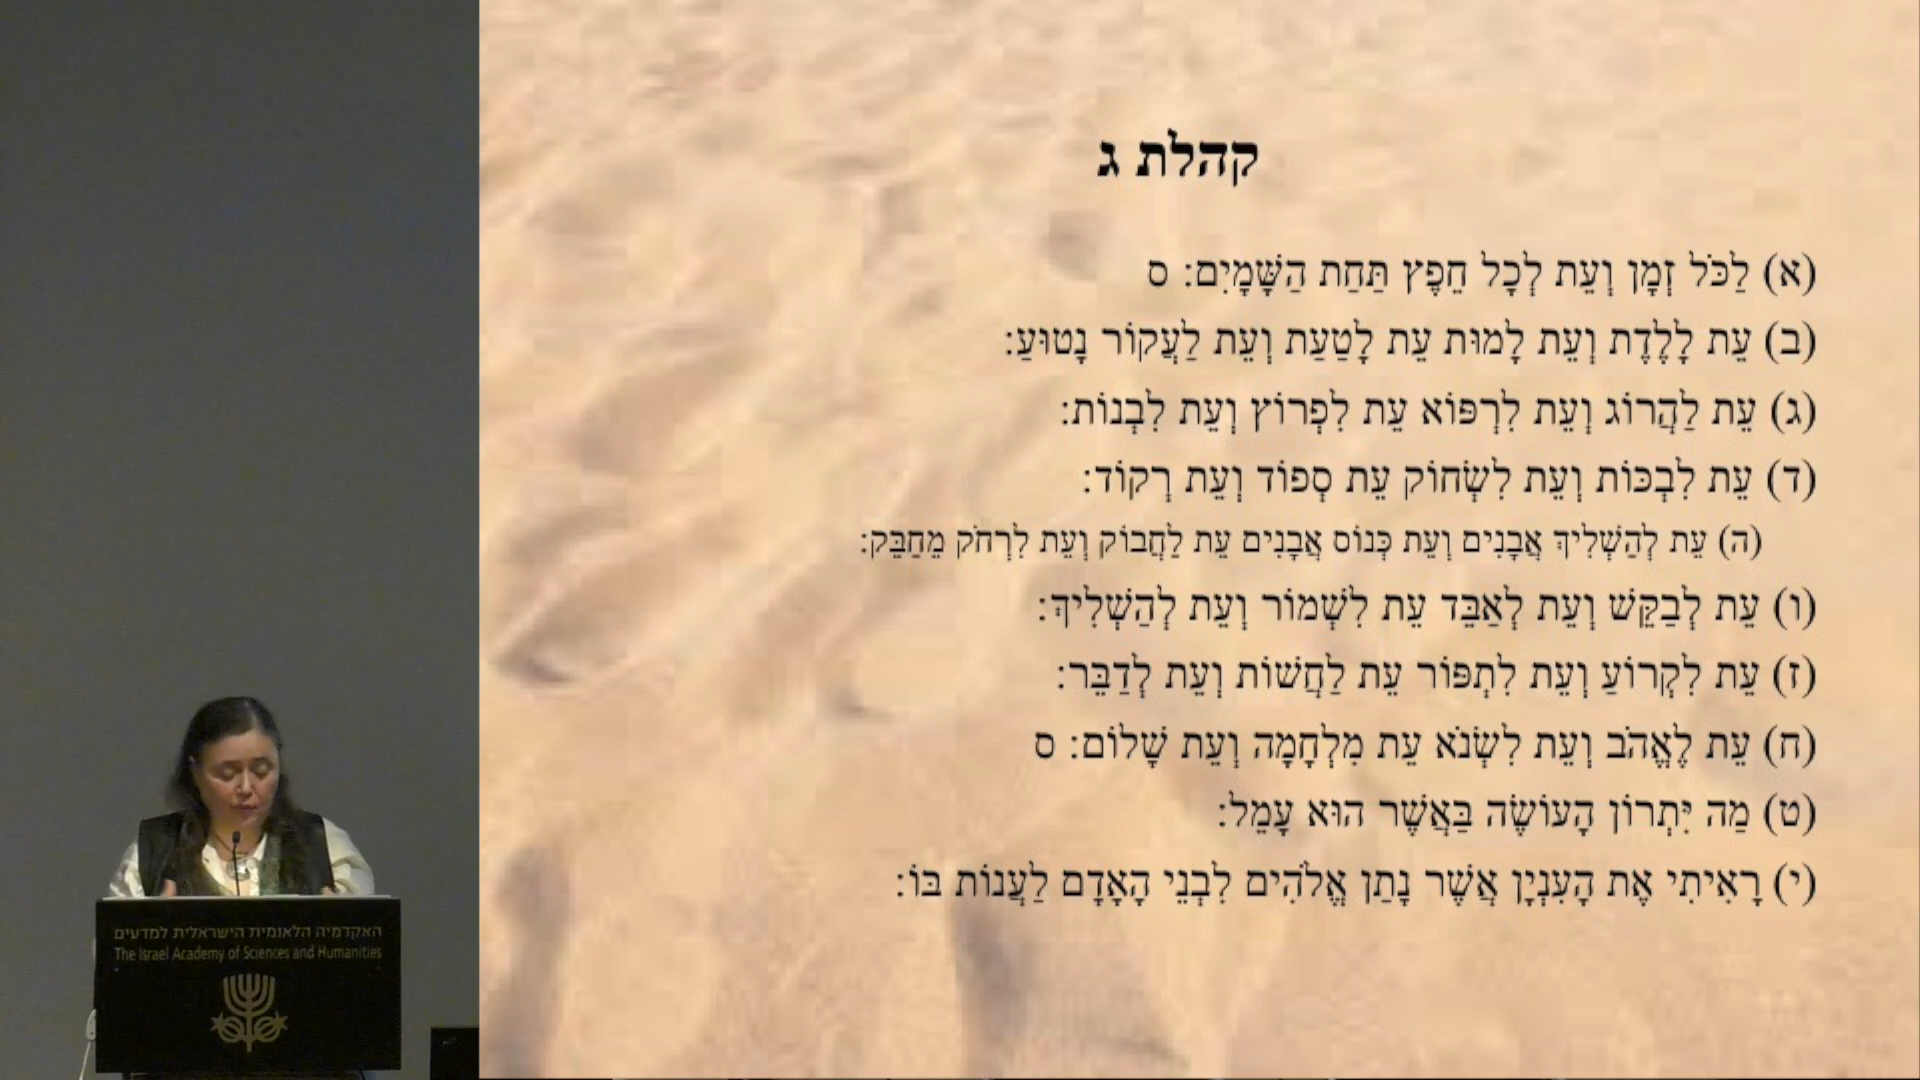 קהלת ג
(א) לַכֹּל זְמָן וְעֵת לְכָל חֵפֶץ תַּחַת הַשָּׁמָיִם: ס
(ב) עֵת לָלֶדֶת וְעֵת לָמוּת עֵת לָטַעַת וְעֵת לַעֲקוֹר נָטוּעַ:
(ג) עֵת לַהֲרוֹג וְעֵת לִרְפּוֹא עֵת לִפְרוֹץ וְעֵת לִבְנוֹת:
(ד) עֵת לִבְכּוֹת וְעֵת לִשְׂחוֹק עֵת סְפוֹד וְעֵת רְקוֹד:
(ה) עֵת לְהַשְׁלִיךְ אֲבָנִים וְעֵת כְּנוֹס אֲבָנִים עֵת לַחֲבוֹק וְעֵת לִרְחֹק מֵחַבֵּק:
(ו) עֵת לְבַקֵּשׁ וְעֵת לְאַבֵּד עֵת לִשְׁמוֹר וְעֵת לְהַשְׁלִיךְ:
(ז) עֵת לִקְרוֹעַ וְעֵת לִתְפּוֹר עֵת לַחֲשׁוֹת וְעֵת לְדַבֵּר:
(ח) עֵת לֶאֱהֹב וְעֵת לִשְׂנֹא עֵת מִלְחָמָה וְעֵת שָׁלוֹם: ס
(ט) מַה יִּתְרוֹן הָעוֹשֶׂה בַּאֲשֶׁר הוּא עָמֵל:
(י) רָאִיתִי אֶת הָעִנְיָן אֲשֶׁר נָתַן אֱלֹהִים לִבְנֵי הָאָדָם לַעֲנוֹת בּוֹ:
האקדמיה הלאומית הישראלית למדעים
The Israel Academy of Sciences and Humanities